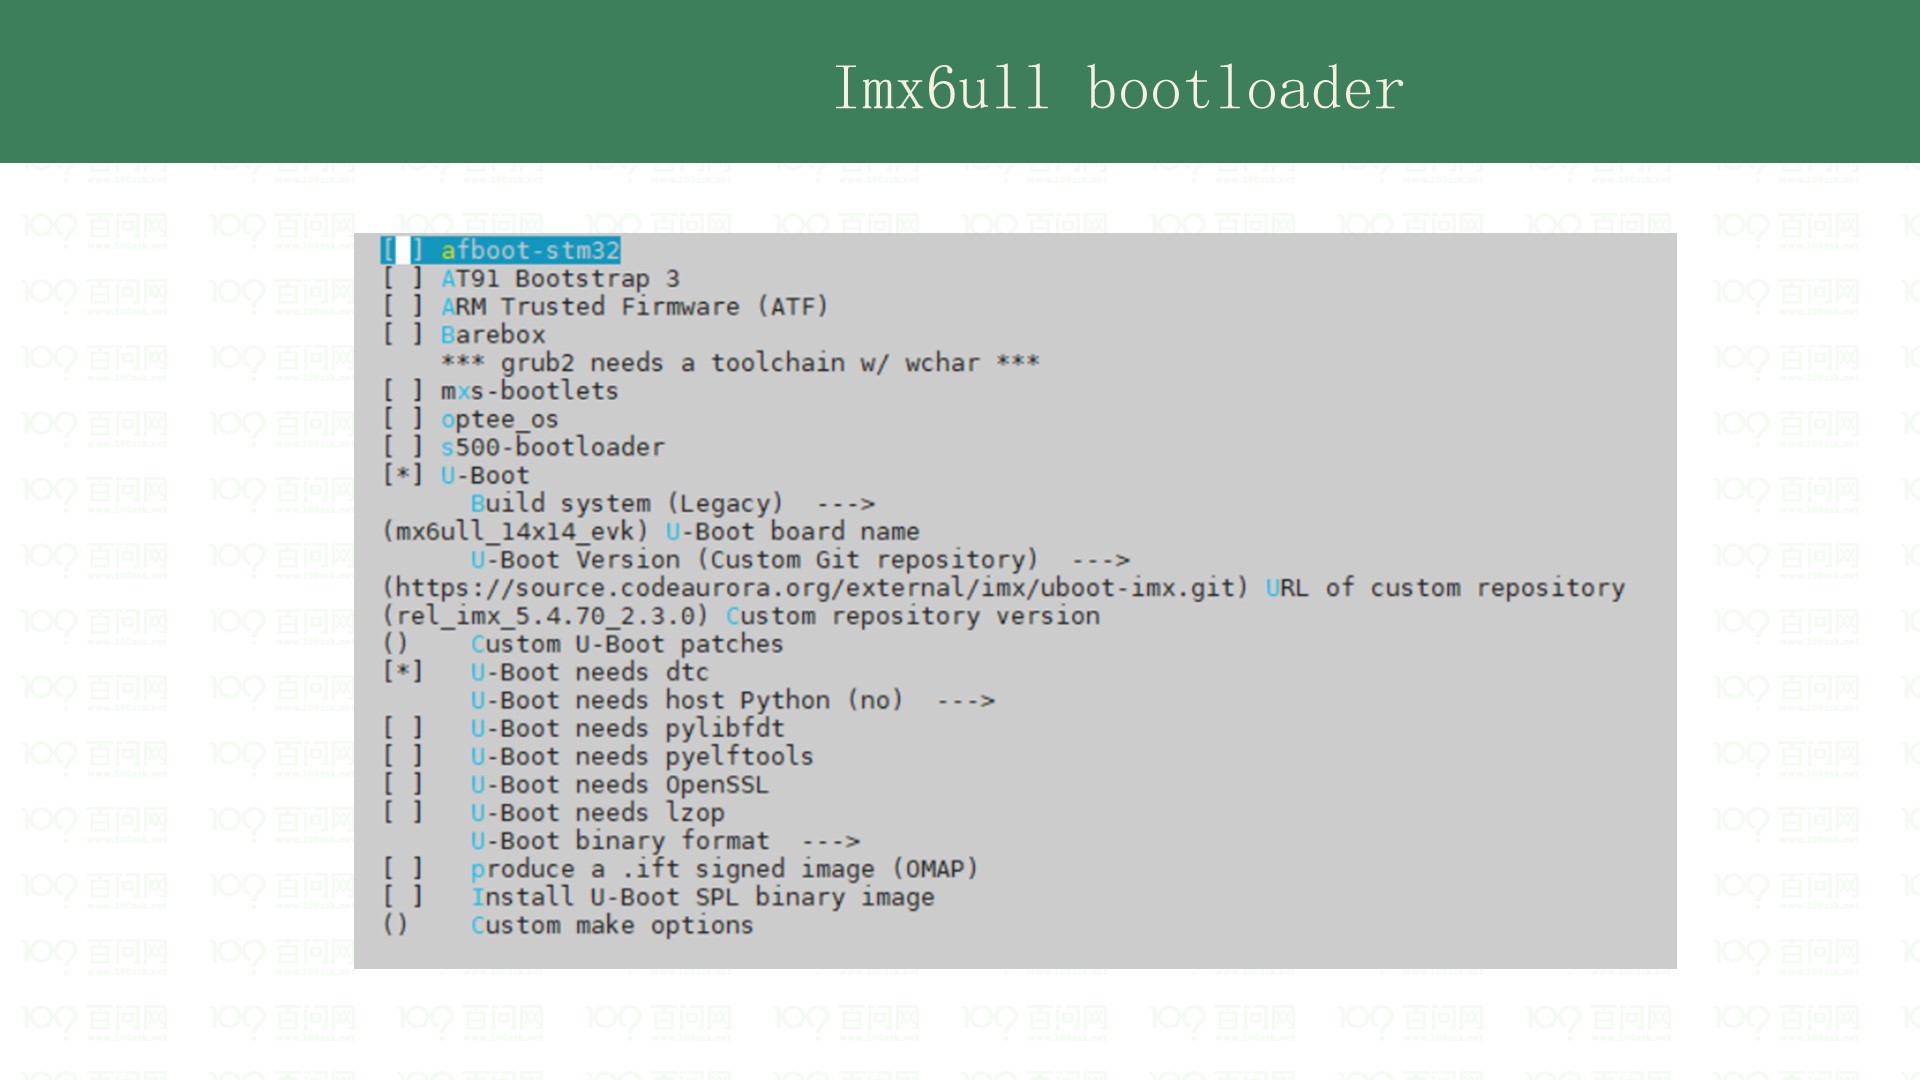 Imx6ull bootloader
[ ] afboot-stm32
[ ] AT91 Bootstrap 3
[ ] ARM Trusted Firmware (ATF)
[ ] Barebox
*** grub2 needs a toolchain w/ wchar ***
[ ] mxs-bootlets
[ ] optee_os
[ ] s500-bootloader
[*] U-Boot
Build system (Legacy)  --->
(mx6ull_14x14_evk) U-Boot board name
U-Boot Version (Custom Git repository)  --->
(https://source.codeaurora.org/external/imx/uboot-imx.git) URL of custom repository
(rel_imx_5.4.70_2.3.0) Custom repository version
()    Custom U-Boot patches
[*]   U-Boot needs dtc
U-Boot needs host Python (no)  --->
[ ]   U-Boot needs pylibfdt
[ ]   U-Boot needs pyelftools
[ ]   U-Boot needs OpenSSL
[ ]   U-Boot needs lzop
U-Boot binary format  --->
[ ]   produce a .ift signed image (OMAP)
[ ]   Install U-Boot SPL binary image
()    Custom make options
百问网